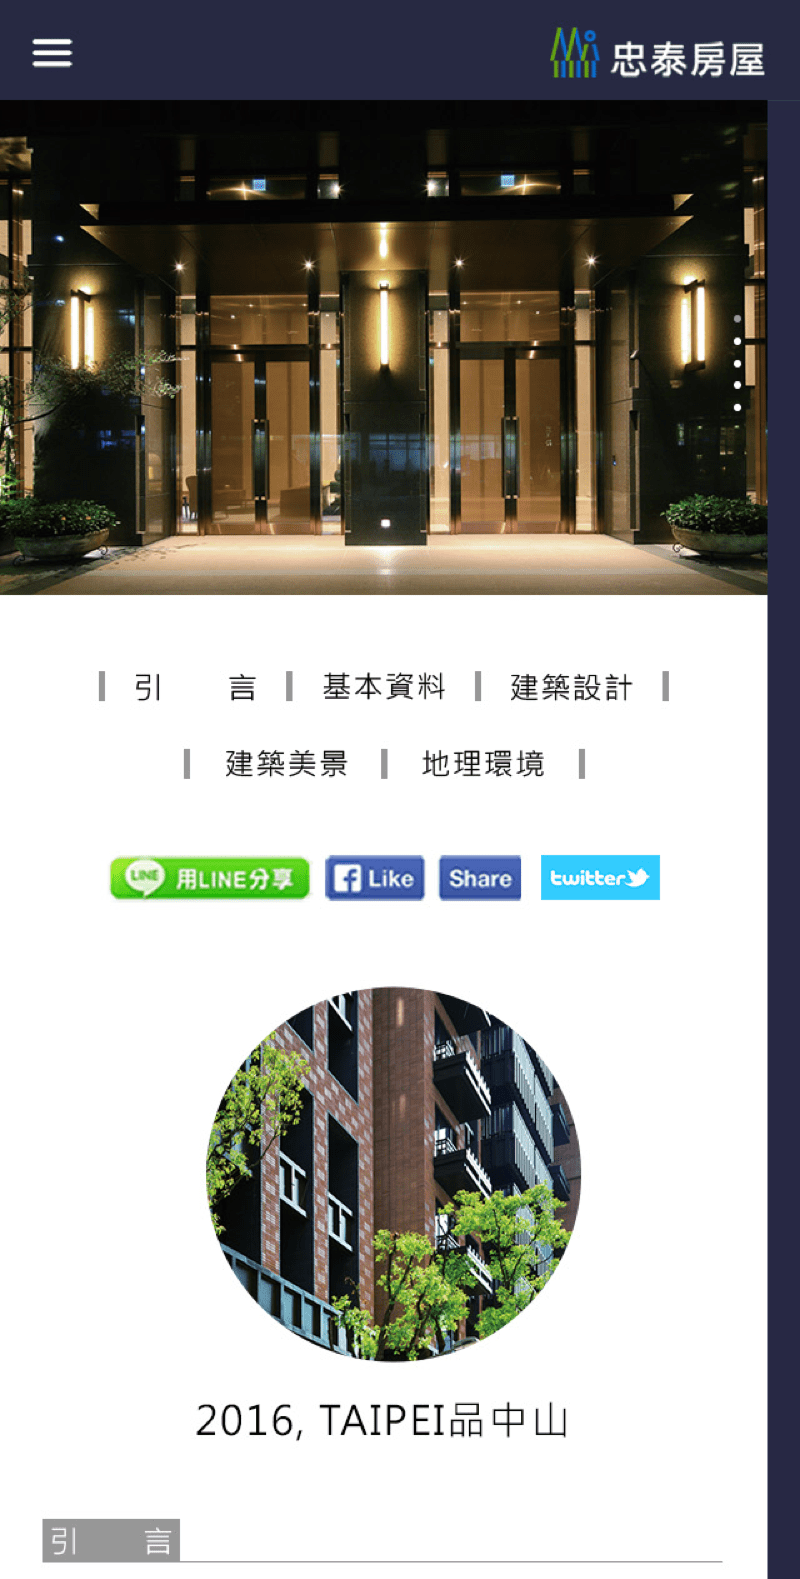 忠泰房屋
引 言 基本資料 建築設計
建築美景 地理環境
LINE 用LINE分享 Like Share twitter
2016, TAIPEI品中山
引 言